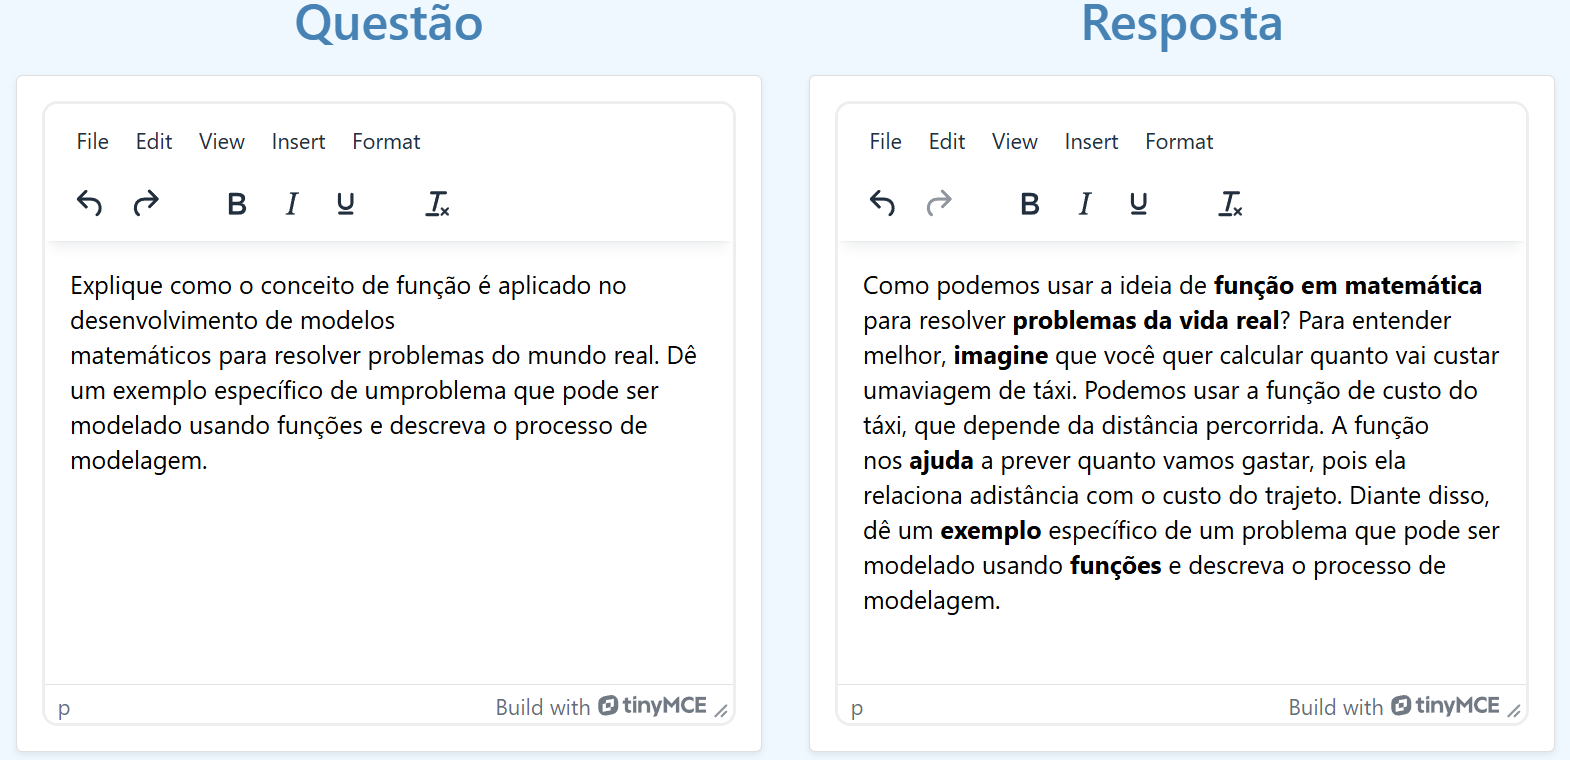 Questão
File Edit View Insert Format
B I U Tx
Explique como o conceito de função é aplicado no
desenvolvimento de modelos
matemáticos para resolver problemas do mundo real. Dê
um exemplo específico de umproblema que pode ser
modelado usando funções e descreva o processo de
modelagem.
p Build with tinyMCE
Resposta
File Edit View Insert Format
B I U Tx
Como podemos usar a ideia de função em matemática
para resolver problemas da vida real? Para entender
melhor, imagine que você quer calcular quanto vai custar
umaviagem de táxi. Podemos usar a função de custo do
táxi, que depende da distância percorrida. A função
nos ajuda a prever quanto vamos gastar, pois ela
relaciona adistância com o custo do trajeto. Diante disso,
dê um exemplo específico de um problema que pode ser
modelado usando funções e descreva o processo de
modelagem.
p Build with tinyMCE